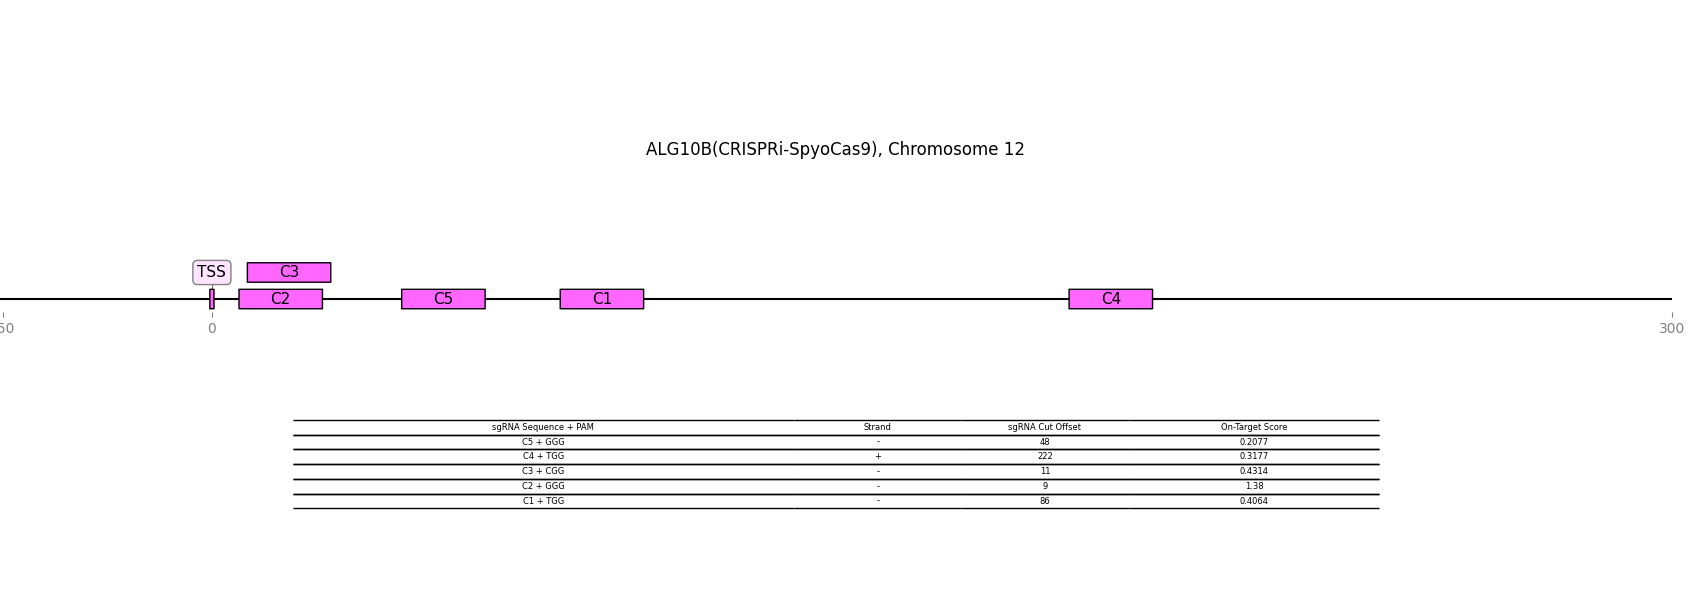 ALG10B(CRISPRi-SpyoCas9), Chromosome 12
TSS C3
C2 C5 C1 C4
50 0 300
sgRNA Sequence + PAM Strand sgRNA Cut Offset On-Target Score
C5 + GGG - 48 0.2077
C4 + TGG + 222 0.3177
C3 + CGG - 11 0.4314
C2 + GGG - 9 1.38
C1 + TGG - 86 0.4064